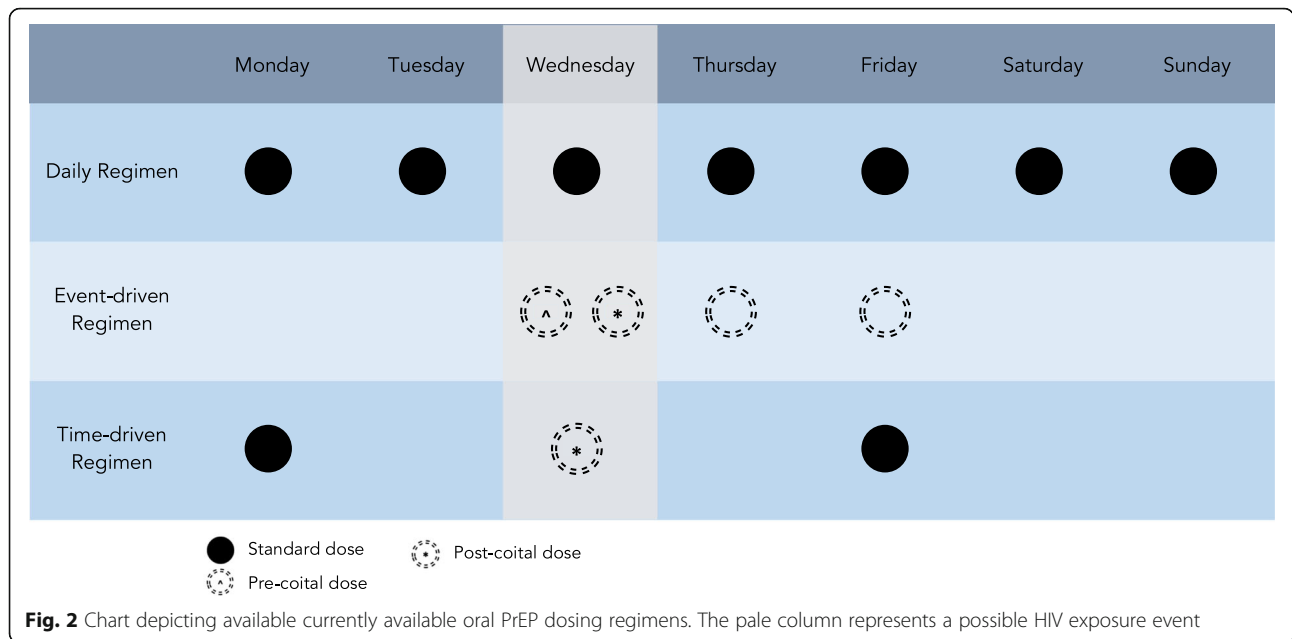 Monday Tuesday Wednesday Thursday Friday Saturday Sunday
Daily Regimen
Event-driven
Regimen
^ *
Time-driven
Regimen
*
Standard dose * Post-coital dose
^ Pre-coital dose
Fig. 2 Chart depicting available currently available oral PrEP dosing regimens. The pale column represents a possible HIV exposure event